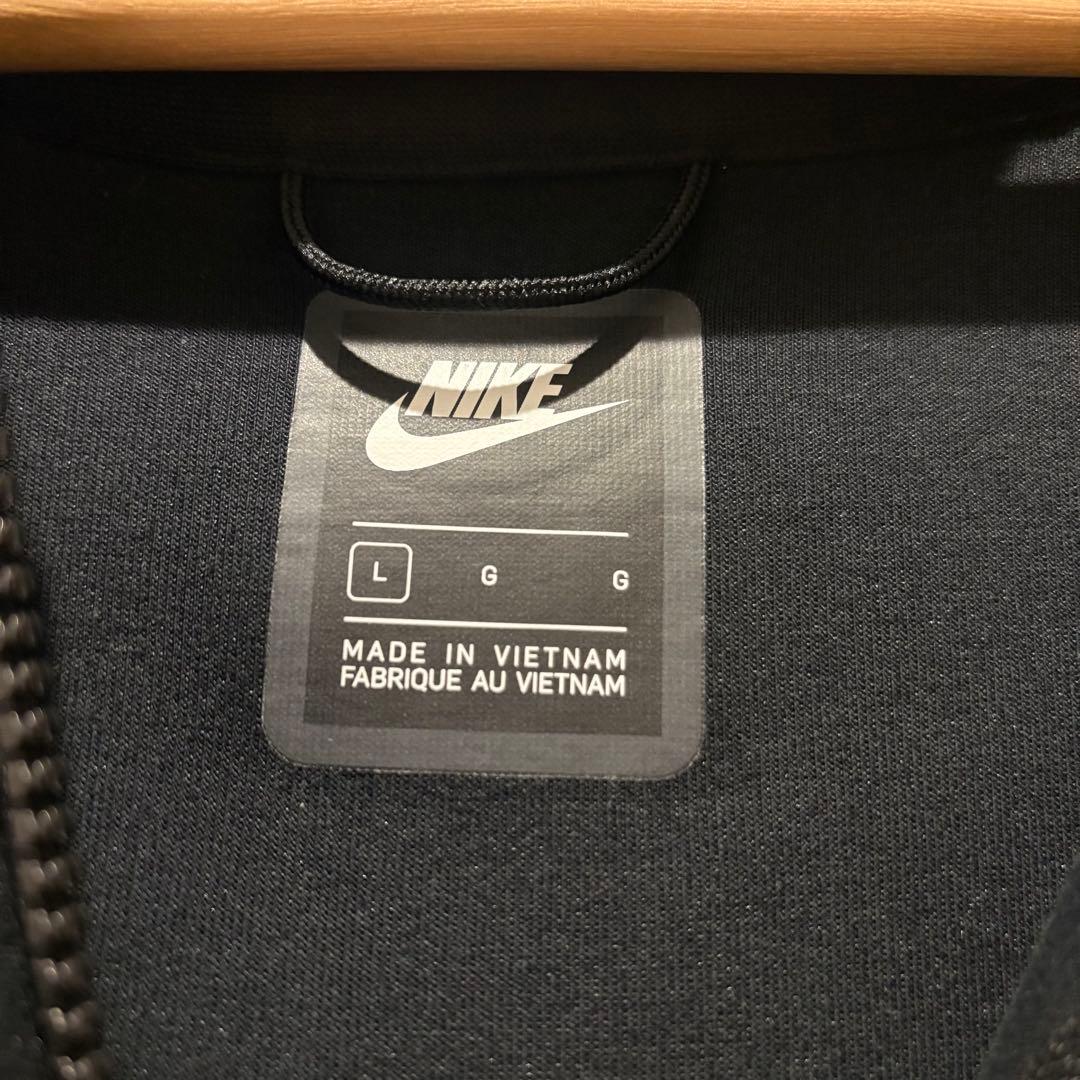 NIKE
L G G
MADE IN VIETNAM
FABRIQUE AU VIETNAM